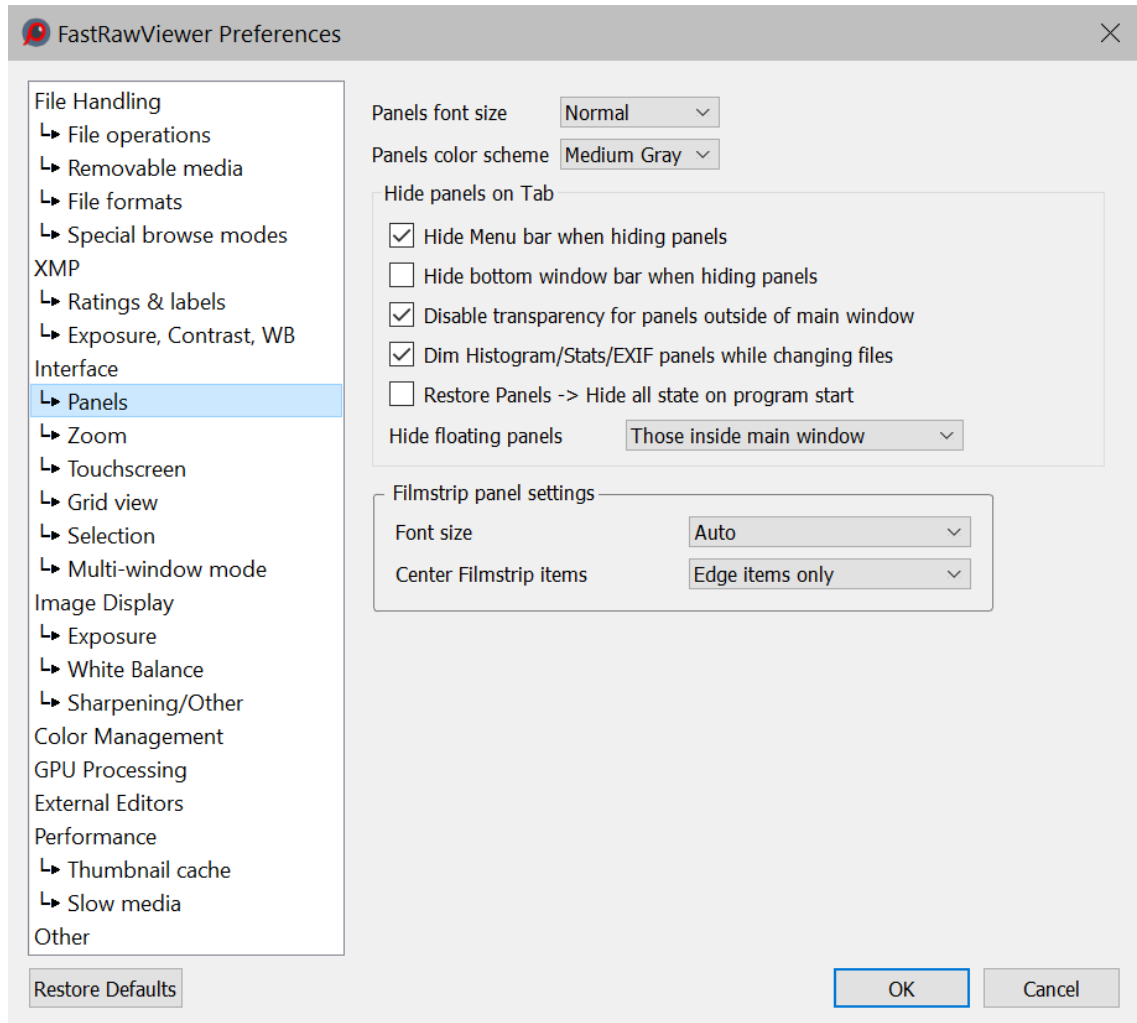 FastRawViewer Preferences
File Handling
File operations
Removable media
File formats
Special browse modes
XMP
Ratings & labels
Exposure, Contrast, WB
Interface
Panels
Zoom
Touchscreen
Grid view
Selection
Multi-window mode
Image Display
Exposure
White Balance
Sharpening/Other
Color Management
GPU Processing
External Editors
Performance
Thumbnail cache
Slow media
Other
Panels font size Normal
Panels color scheme Medium Gray
Hide panels on Tab
Hide Menu bar when hiding panels
Hide bottom window bar when hiding panels
Disable transparency for panels outside of main window
Dim Histogram/Stats/EXIF panels while changing files
Restore Panels -> Hide all state on program start
Hide floating panels Those inside main window
Filmstrip panel settings
Font size Auto
Center Filmstrip items Edge items only
Restore Defaults OK Cancel